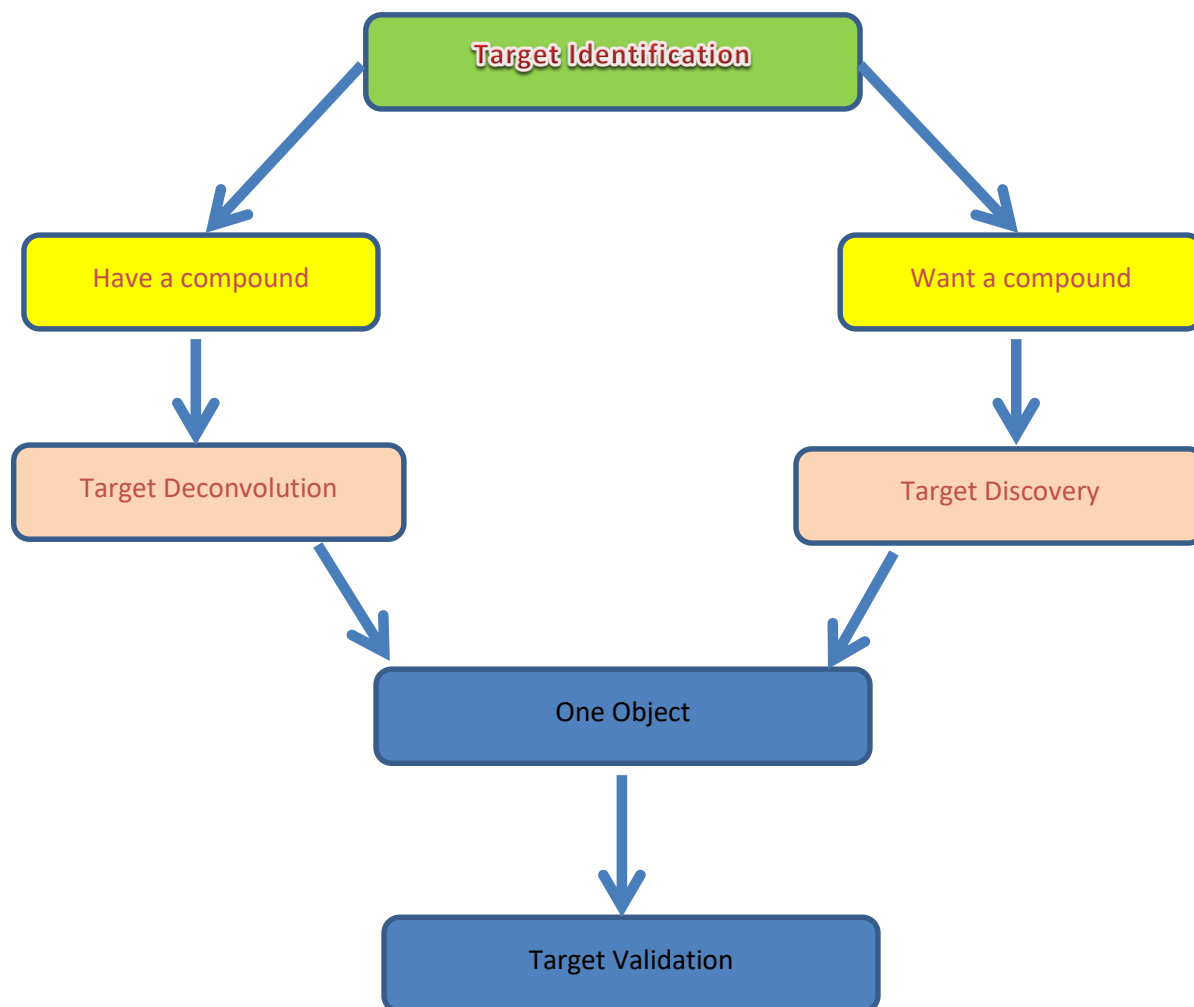 Target Identification
Have a compound
Want a compound
Target Deconvolution
Target Discovery
One Object
Target Validation